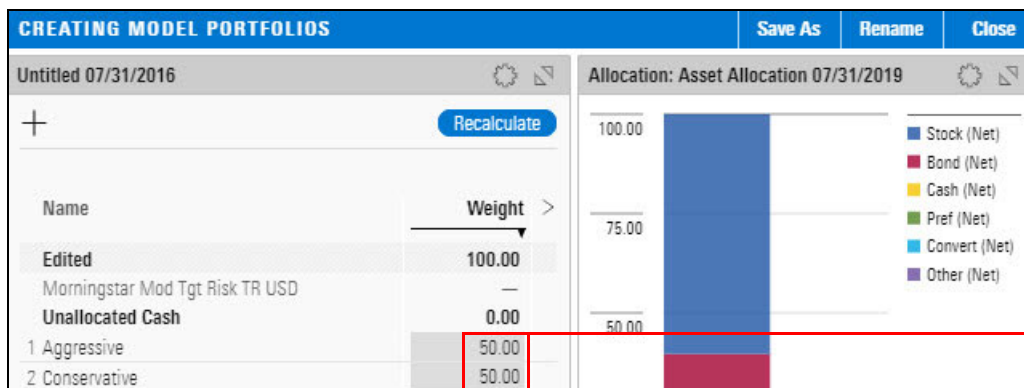 CREATING MODEL PORTFOLIOS Save As Rename Close
Untitled 07/31/2016
Recalculate
Name Weight
Edited 100.00
Morningstar Mod Tgt Risk TR USD —
Unallocated Cash 0.00
1 Aggressive 50.00
2 Conservative 50.00
Allocation: Asset Allocation 07/31/2019
100.00
75.00
50.00
Stock (Net)
Bond (Net)
Cash (Net)
Pref (Net)
Convert (Net)
Other (Net)